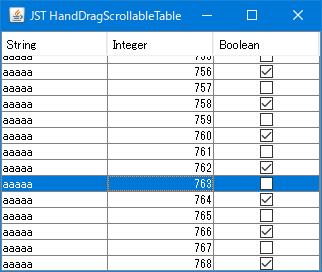 JST HandDragScrollableTable
String Integer Boolean
aaaaa 755
aaaaa 756
aaaaa 757
aaaaa 758
aaaaa 759
aaaaa 760
aaaaa 761
aaaaa 762
aaaaa 763
aaaaa 764
aaaaa 765
aaaaa 766
aaaaa 767
aaaaa 768